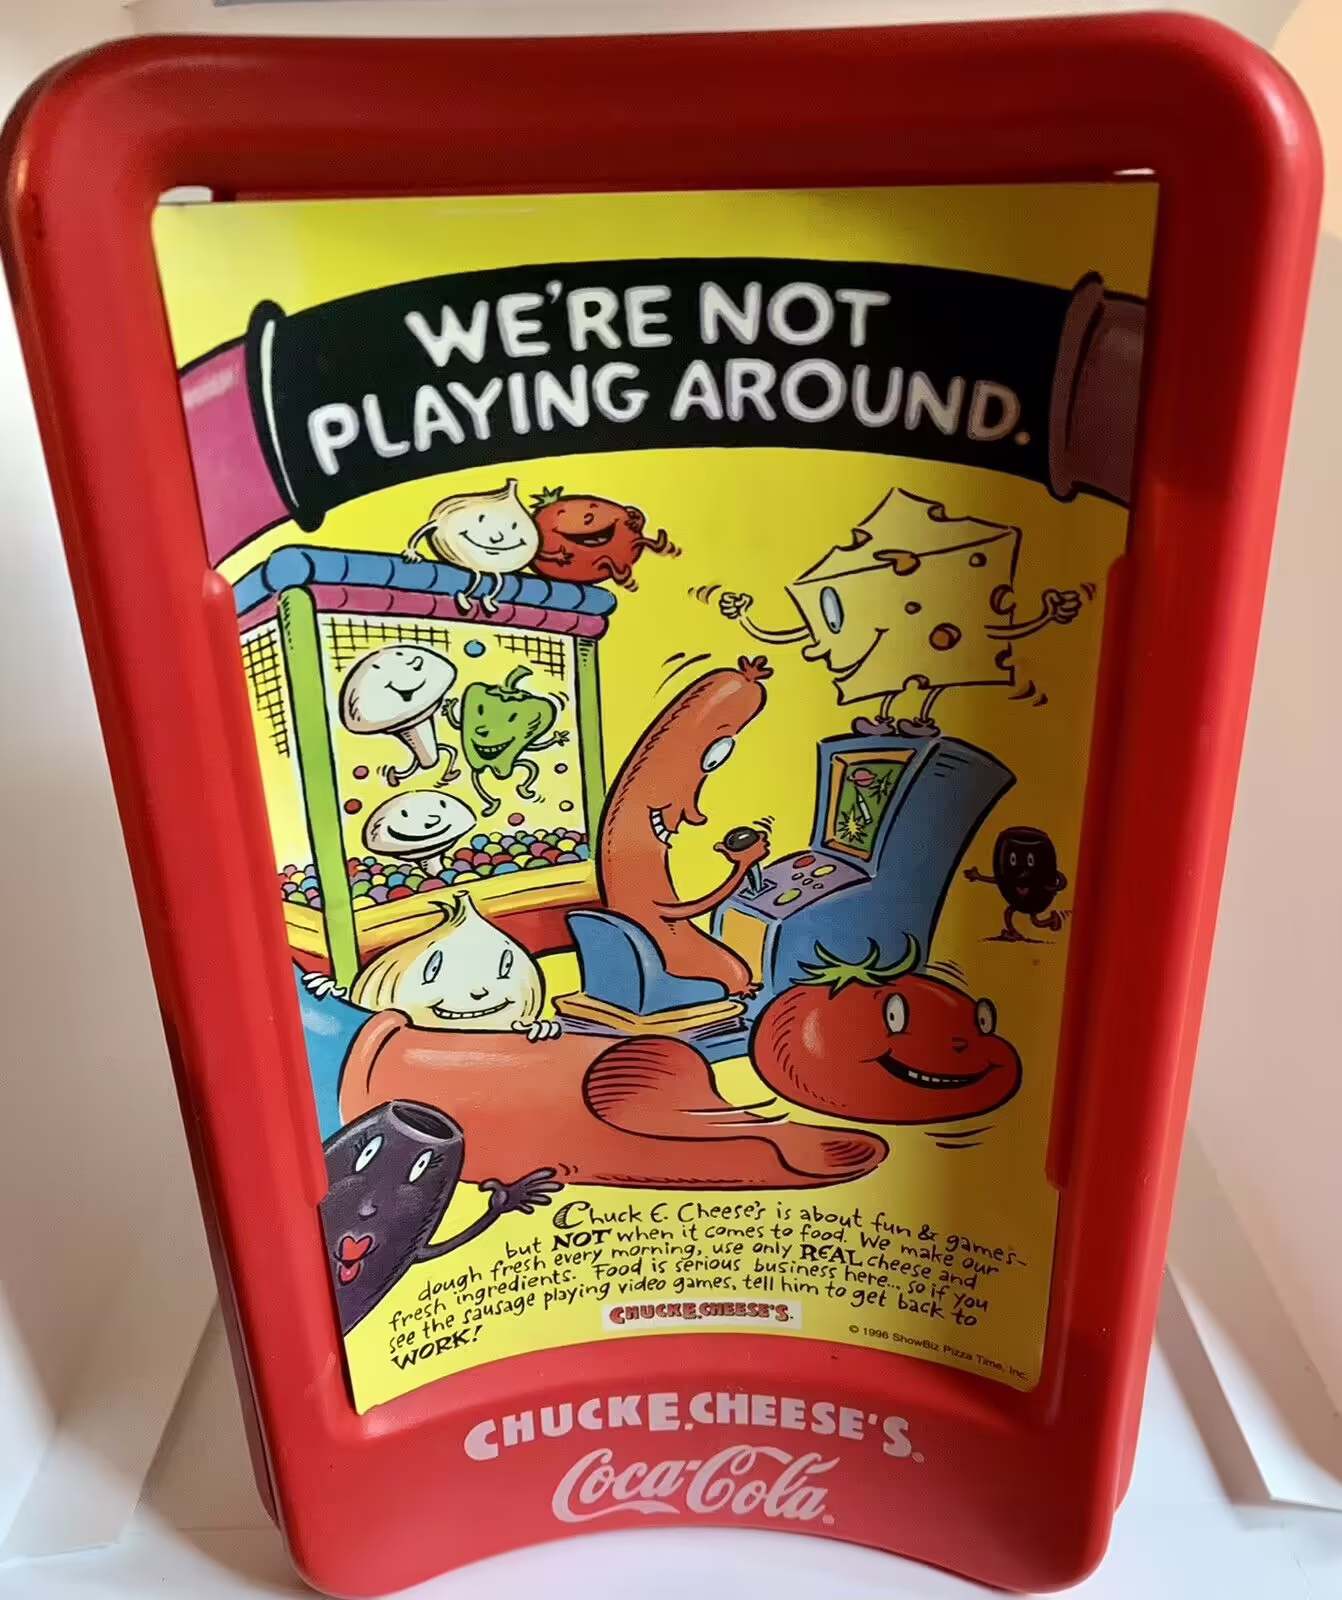 WE'RE NOT
PLAYING AROUND.
Chuck E. Cheese's is about fun & games-
but NOT when it comes to food. We make our
dough fresh every morning, use only REAL cheese and
fresh ingredients. Food is serious business here... so if you
see the sausage playing video games, tell him to get back to
WORK!
CHUCK E. CHEESE'S.
© 1996 ShowBiz Pizza Time, Inc.
CHUCK E. CHEESE'S®
Coca-Cola®